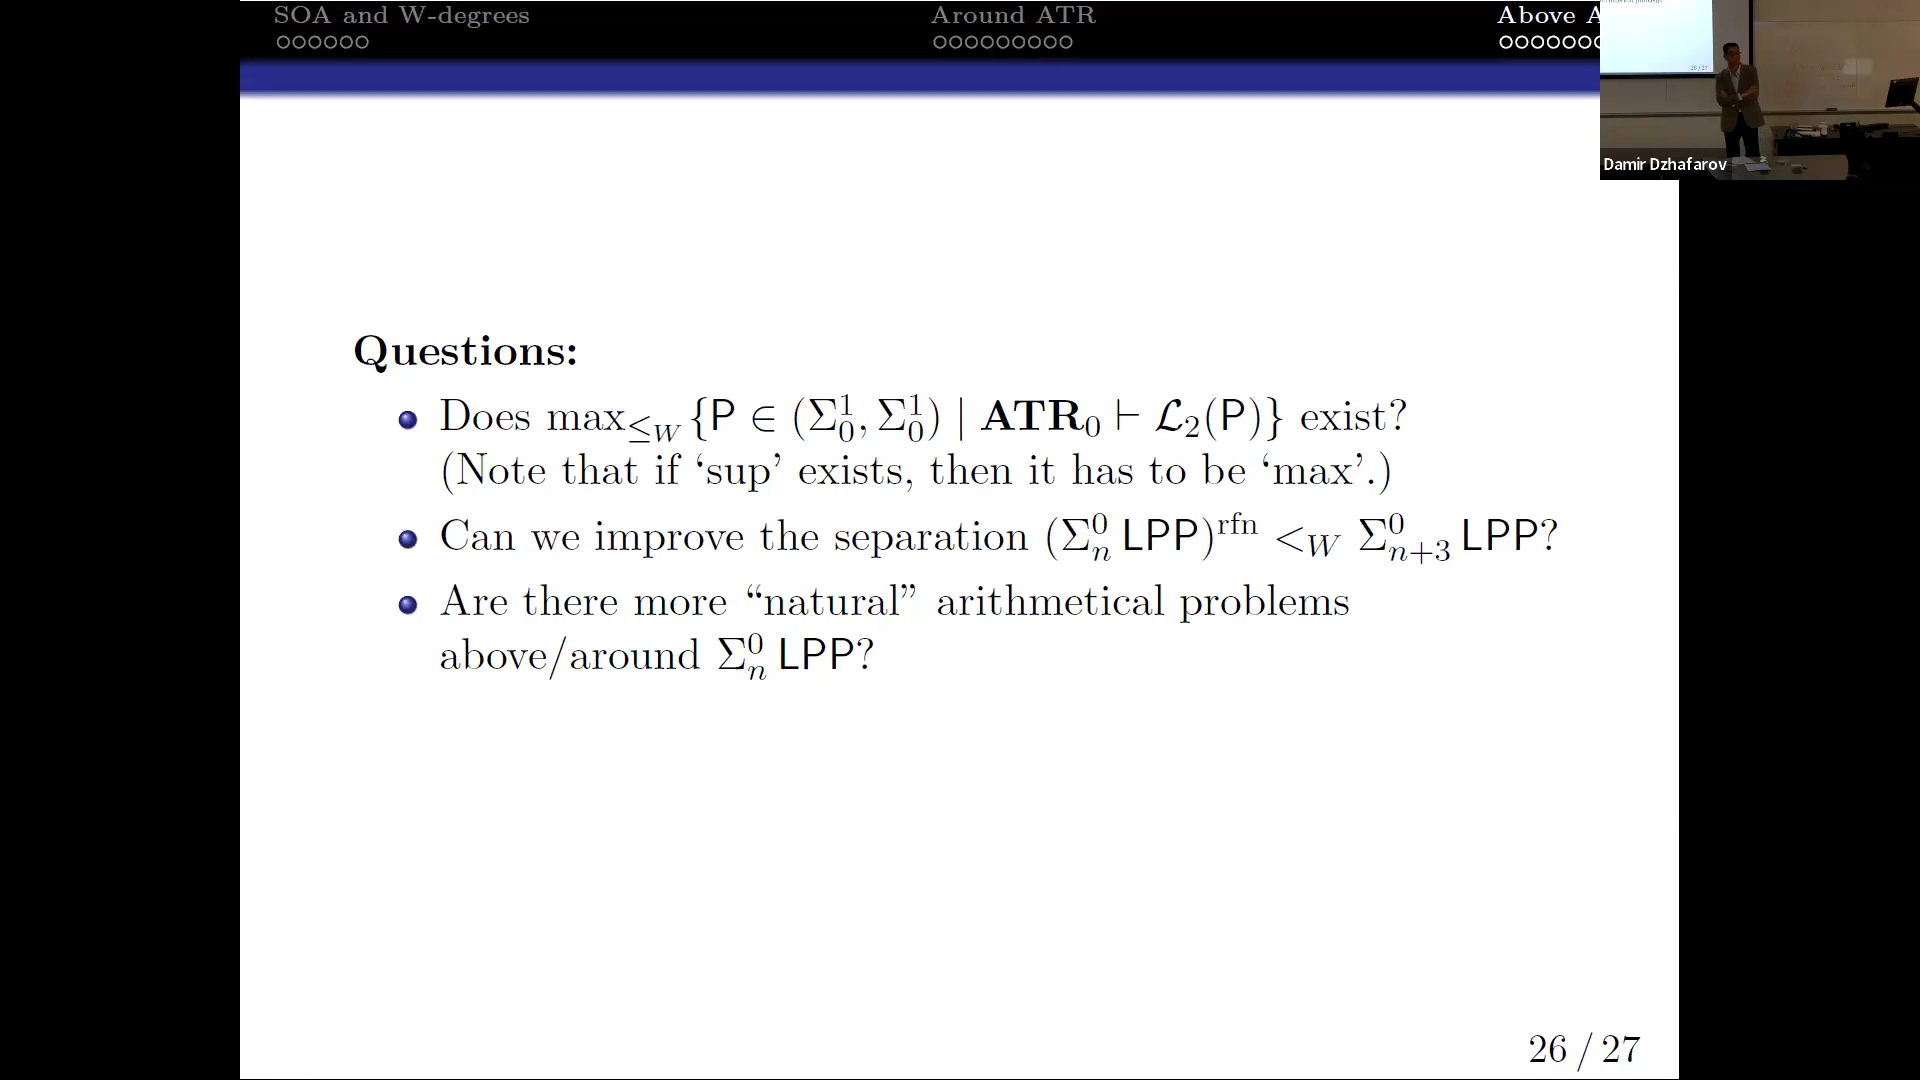 SOA and W-degrees Around ATR Above A
Damir Dzhafarov
Questions:
Does max≤W {P ∈ (Σ¹₀, Σ¹₀) | ATR₀ ⊢ 𝓛₂(P)} exist?
(Note that if ‘sup’ exists, then it has to be ‘max’.)
Can we improve the separation (Σ⁰ₙ LPP)ʳᶠⁿ <W Σ⁰ₙ₊₃ LPP?
Are there more “natural” arithmetical problems
above/around Σ⁰ₙ LPP?
26 / 27